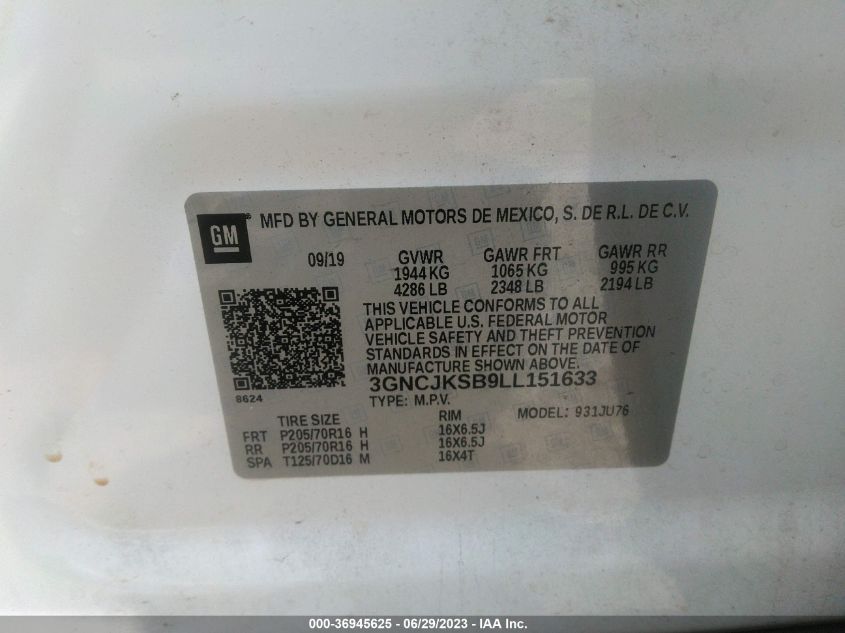 GM
MFD BY GENERAL MOTORS DE MEXICO, S. DE R.L. DE C.V.
09/19 GVWR GAWR FRT GAWR RR
1944 KG 1065 KG 995 KG
4286 LB 2348 LB 2194 LB
THIS VEHICLE CONFORMS TO ALL
APPLICABLE U.S. FEDERAL MOTOR
VEHICLE SAFETY AND THEFT PREVENTION
STANDARDS IN EFFECT ON THE DATE OF
MANUFACTURE SHOWN ABOVE.
3GNCJKSB9LL151633
8624
TYPE: M.P.V.
TIRE SIZE RIM MODEL: 931JU76
FRT P205/70R16 H 16X6.5J
RR P205/70R16 H 16X6.5J
SPA T125/70D16 M 16X4T
000-36945625 - 06/29/2023 - IAA Inc.